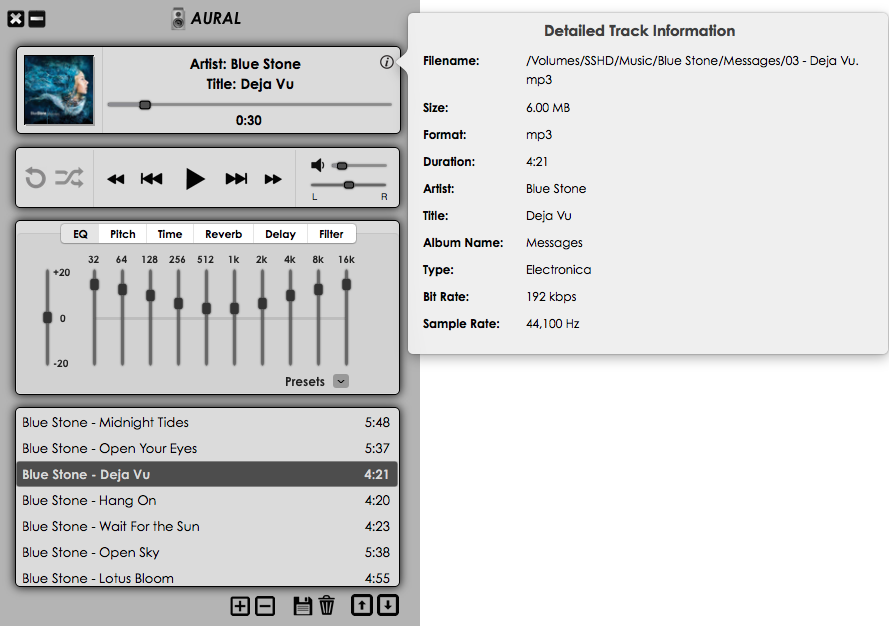 AURAL
Artist: Blue Stone
Title: Deja Vu
0:30
L R
EQ Pitch Time Reverb Delay Filter
32 64 128 256 512 1k 2k 4k 8k 16k
+20
0
-20
Presets
Blue Stone - Midnight Tides 5:48
Blue Stone - Open Your Eyes 5:37
Blue Stone - Deja Vu 4:21
Blue Stone - Hang On 4:20
Blue Stone - Wait For the Sun 4:23
Blue Stone - Open Sky 5:38
Blue Stone - Lotus Bloom 4:55
Detailed Track Information
Filename: /Volumes/SSHD/Music/Blue Stone/Messages/03 - Deja Vu.
mp3
Size: 6.00 MB
Format: mp3
Duration: 4:21
Artist: Blue Stone
Title: Deja Vu
Album Name: Messages
Type: Electronica
Bit Rate: 192 kbps
Sample Rate: 44,100 Hz